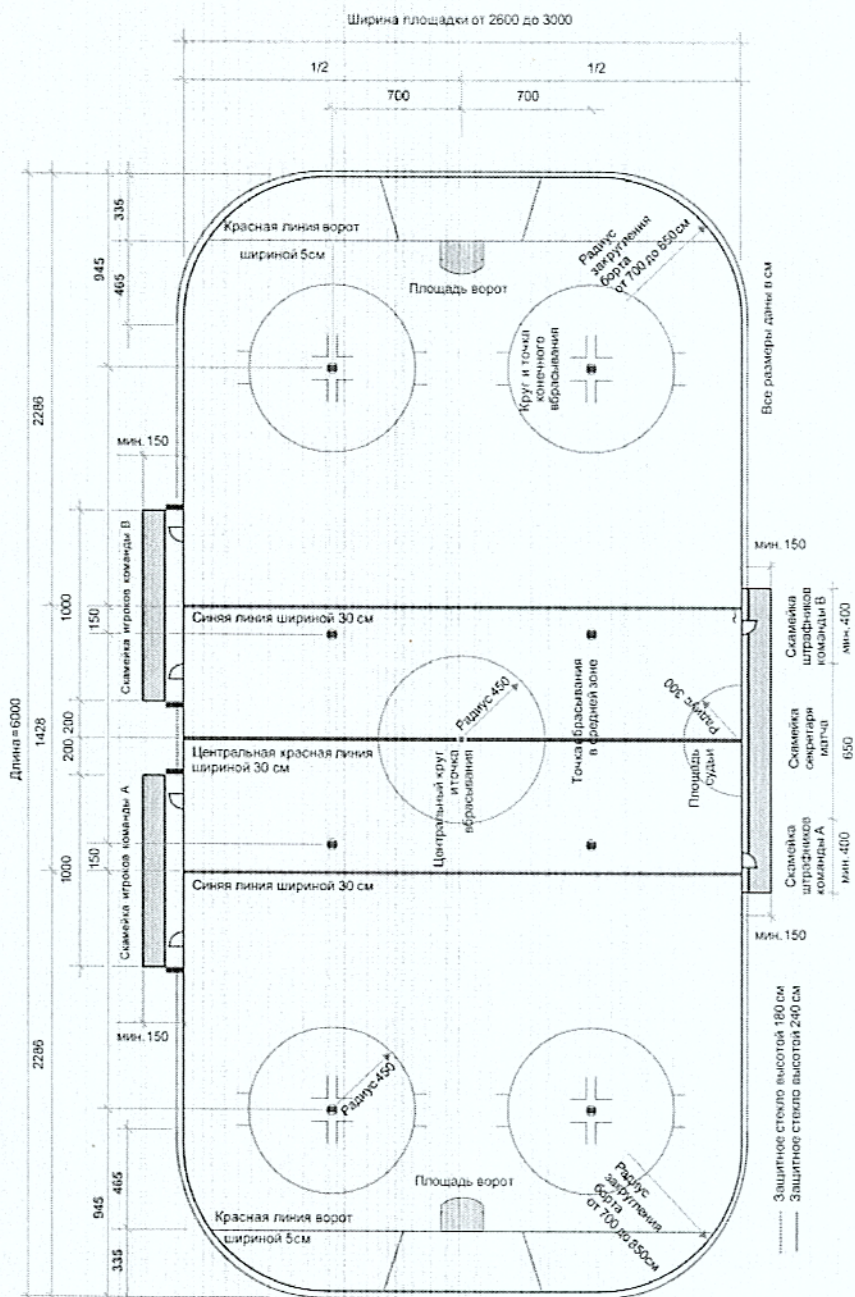 Ширина площадки от 2600 до 3000
1/2
1/2
700
700
Длина=6000
2286
1428
2286
945
335
465
Красная линия ворот
шириной 5см
Площадь ворот
Радиус
закругления
борта
от 700 до 850см
Круг и точка
конечного
вбрасывания
Все размеры даны в см
мин. 150
Скамейка игроков команды В
1000
150
200 200
Синяя линия шириной 30 см
Точка вбрасывания
в средней зоне
Радиус 450
Центральный круг
и точка
вбрасывания
Центральная красная линия
шириной 30 см
Радиус 300
Площадь
судьи
мин. 150
Скамейка
штрафников
команды В
мин. 400
Скамейка
секретаря
матча
650
Скамейка
штрафников
команды А
мин. 400
мин. 150
Скамейка игроков команды А
1000
150
Синяя линия шириной 30 см
мин. 150
Радиус 450
945
465
335
Площадь ворот
Красная линия ворот
шириной 5см
Радиус
закругления
борта
от 700 до 850см
Защитное стекло высотой 180 см
Защитное стекло высотой 240 см